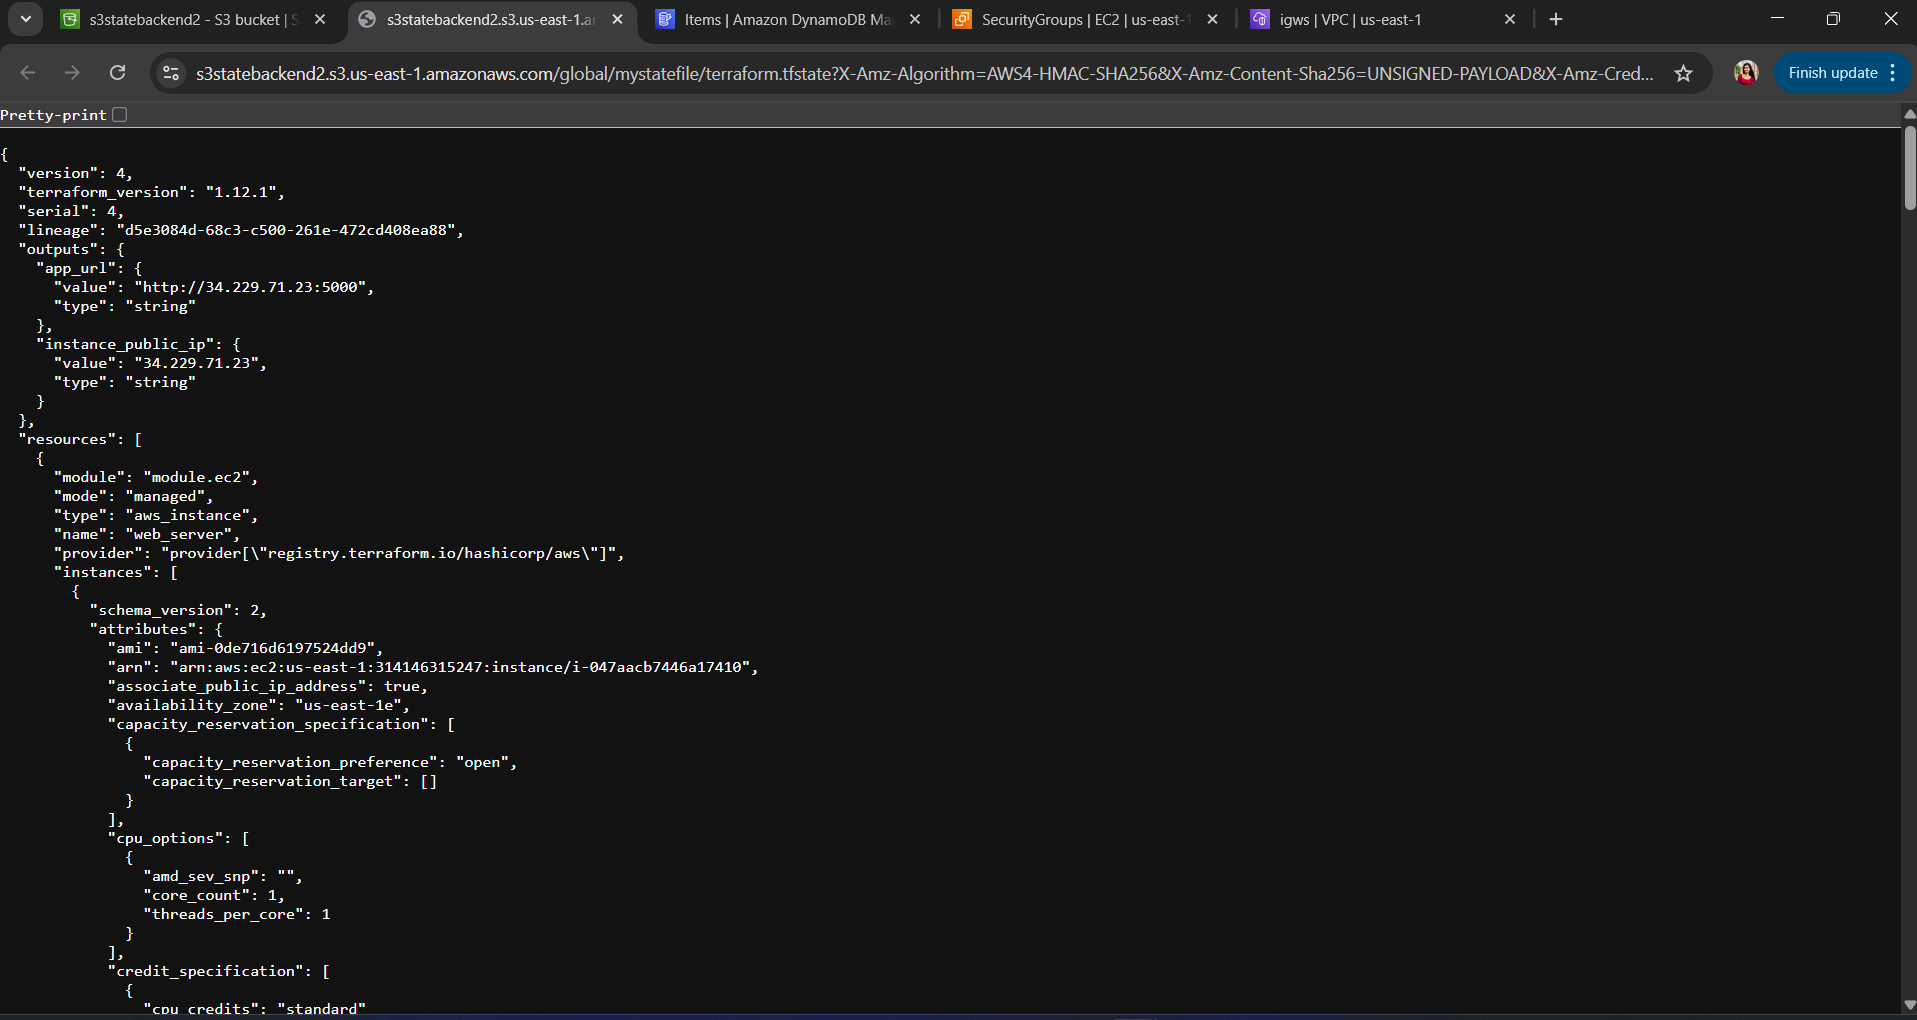 s3statebackend2 - S3 bucket | S
s3statebackend2.s3.us-east-1.a
Items | Amazon DynamoDB Ma
SecurityGroups | EC2 | us-east-1
igws | VPC | us-east-1
s3statebackend2.s3.us-east-1.amazonaws.com/global/mystatefile/terraform.tfstate?X-Amz-Algorithm=AWS4-HMAC-SHA256&X-Amz-Content-Sha256=UNSIGNED-PAYLOAD&X-Amz-Cred...
Finish update
Pretty-print
{
"version": 4,
"terraform_version": "1.12.1",
"serial": 4,
"lineage": "d5e3084d-68c3-c500-261e-472cd408ea88",
"outputs": {
"app_url": {
"value": "http://34.229.71.23:5000",
"type": "string"
},
"instance_public_ip": {
"value": "34.229.71.23",
"type": "string"
}
},
"resources": [
{
"module": "module.ec2",
"mode": "managed",
"type": "aws_instance",
"name": "web_server",
"provider": "provider[\"registry.terraform.io/hashicorp/aws\"]",
"instances": [
{
"schema_version": 2,
"attributes": {
"ami": "ami-0de716d6197524dd9",
"arn": "arn:aws:ec2:us-east-1:314146315247:instance/i-047aacb7446a17410",
"associate_public_ip_address": true,
"availability_zone": "us-east-1e",
"capacity_reservation_specification": [
{
"capacity_reservation_preference": "open",
"capacity_reservation_target": []
}
],
"cpu_options": [
{
"amd_sev_snp": "",
"core_count": 1,
"threads_per_core": 1
}
],
"credit_specification": [
{
"cpu_credits": "standard"